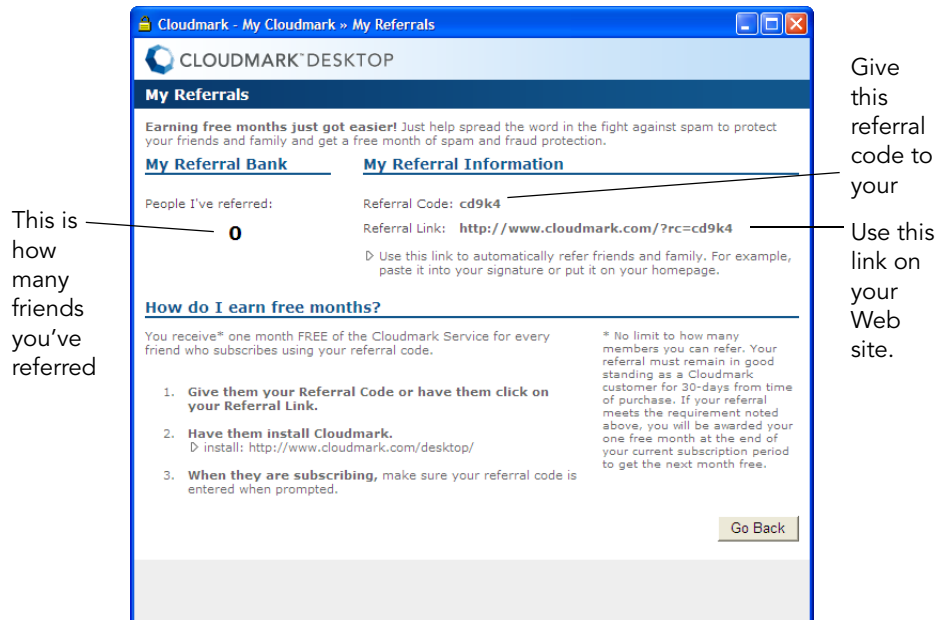 Cloudmark - My Cloudmark » My Referrals
CLOUDMARK™DESKTOP
My Referrals
Earning free months just got easier! Just help spread the word in the fight against spam to protect
your friends and family and get a free month of spam and fraud protection.
My Referral Bank
People I've referred:
0
My Referral Information
Referral Code: cd9k4
Referral Link: http://www.cloudmark.com/?rc=cd9k4
▷ Use this link to automatically refer friends and family. For example,
paste it into your signature or put it on your homepage.
How do I earn free months?
You receive* one month FREE of the Cloudmark Service for every
friend who subscribes using your referral code.
1. Give them your Referral Code or have them click on
your Referral Link.
2. Have them install Cloudmark.
▷ install: http://www.cloudmark.com/desktop/
3. When they are subscribing, make sure your referral code is
entered when prompted.
* No limit to how many
members you can refer. Your
referral must remain in good
standing as a Cloudmark
customer for 30-days from time
of purchase. If your referral
meets the requirement noted
above, you will be awarded your
one free month at the end of
your current subscription period
to get the next month free.
Go Back
This is
how
many
friends
you've
referred
Give
this
referral
code to
your
Use this
link on
your
Web
site.